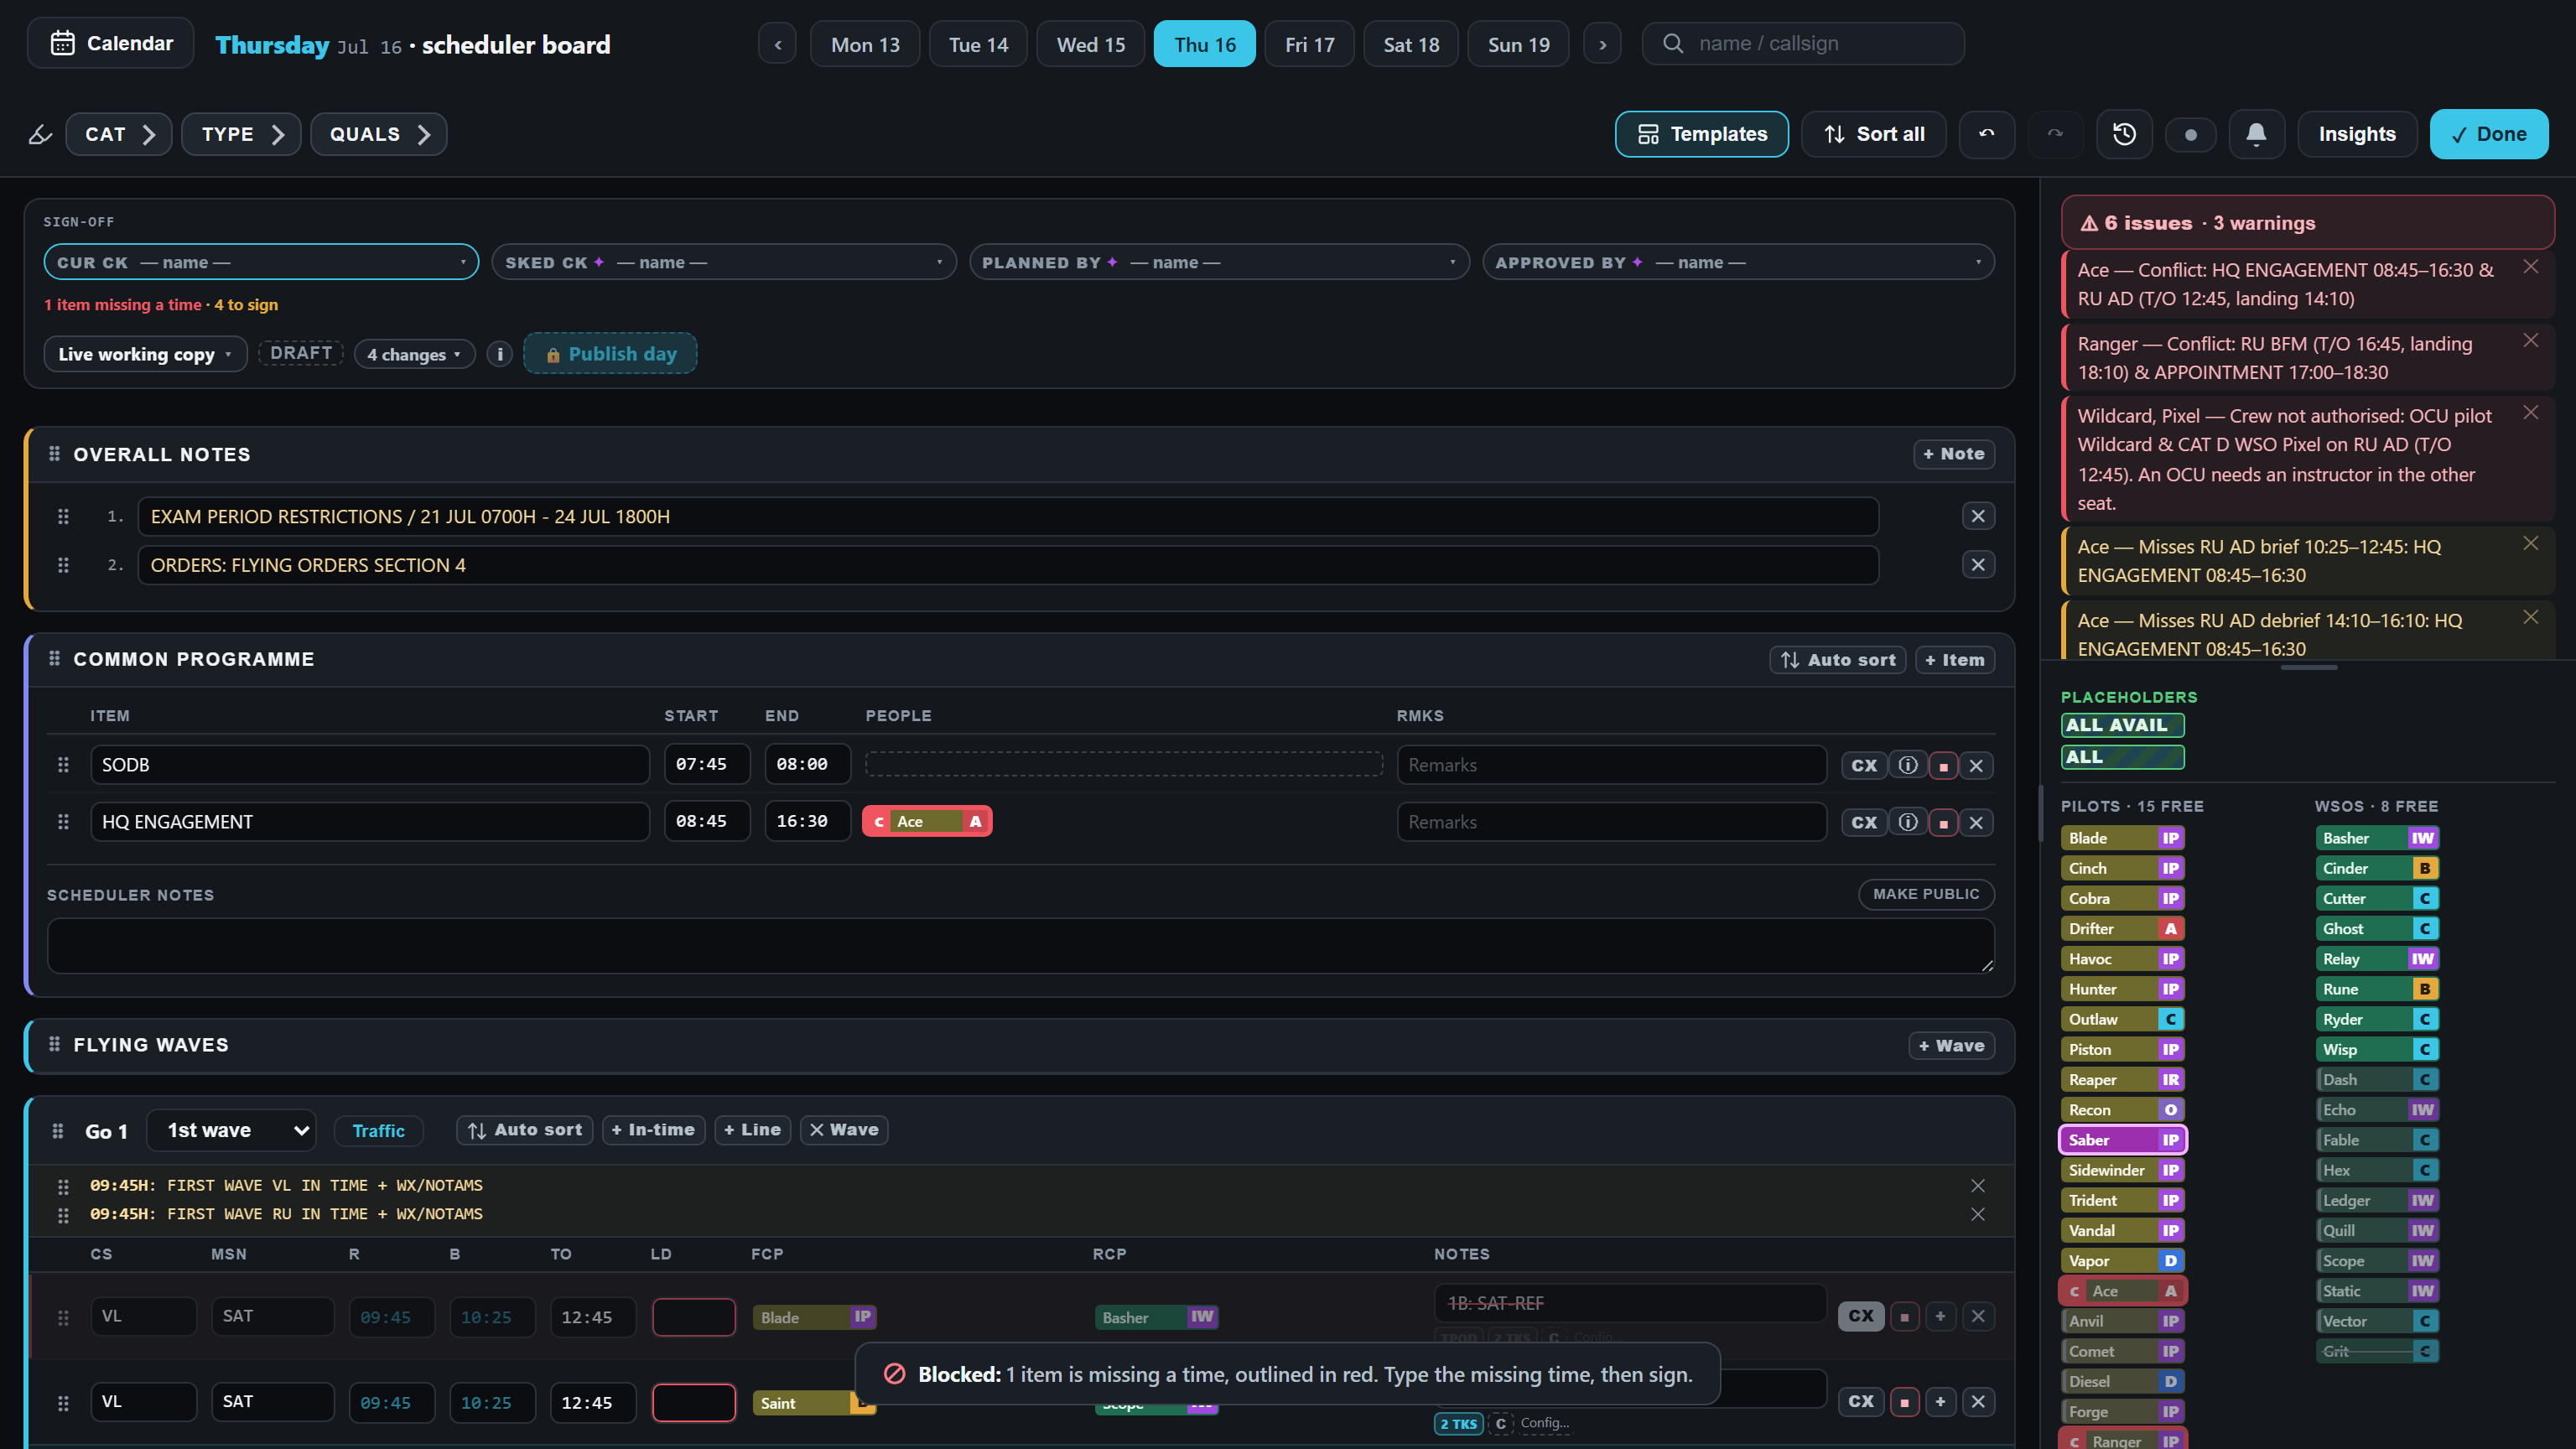 Calendar
Thursday Jul 16 · scheduler board
‹ Mon 13 Tue 14 Wed 15 Thu 16 Fri 17 Sat 18 Sun 19 ›
name / callsign
CAT TYPE QUALS
Templates Sort all Insights ✓ Done
SIGN-OFF
CUR CK — name —
SKED CK ✦ — name —
PLANNED BY ✦ — name —
APPROVED BY ✦ — name —
1 item missing a time · 4 to sign
Live working copy DRAFT 4 changes i Publish day
OVERALL NOTES + Note
1. EXAM PERIOD RESTRICTIONS / 21 JUL 0700H - 24 JUL 1800H
2. ORDERS: FLYING ORDERS SECTION 4
COMMON PROGRAMME Auto sort + Item
ITEM START END PEOPLE RMKS
SODB 07:45 08:00 Remarks CX
HQ ENGAGEMENT 08:45 16:30 c Ace A Remarks CX
SCHEDULER NOTES MAKE PUBLIC
FLYING WAVES + Wave
Go 1 1st wave Traffic Auto sort + In-time + Line ✕ Wave
09:45H: FIRST WAVE VL IN TIME + WX/NOTAMS
09:45H: FIRST WAVE RU IN TIME + WX/NOTAMS
CS MSN R B TO LD FCP RCP NOTES
VL SAT 09:45 10:25 12:45 Blade IP Basher IW 1B: SAT-REF CX
TPOD 2 TKS C Config...
VL SAT 09:45 10:25 12:45 Saint Scope CX
2 TKS C Config...
Blocked: 1 item is missing a time, outlined in red. Type the missing time, then sign.
⚠ 6 issues · 3 warnings
Ace — Conflict: HQ ENGAGEMENT 08:45–16:30 &
RU AD (T/O 12:45, landing 14:10)
Ranger — Conflict: RU BFM (T/O 16:45, landing
18:10) & APPOINTMENT 17:00–18:30
Wildcard, Pixel — Crew not authorised: OCU pilot
Wildcard & CAT D WSO Pixel on RU AD (T/O
12:45). An OCU needs an instructor in the other
seat.
Ace — Misses RU AD brief 10:25–12:45: HQ
ENGAGEMENT 08:45–16:30
Ace — Misses RU AD debrief 14:10–16:10: HQ
ENGAGEMENT 08:45–16:30
PLACEHOLDERS
ALL AVAIL
ALL
PILOTS · 15 FREE
Blade IP
Cinch IP
Cobra IP
Drifter A
Havoc IP
Hunter IP
Outlaw C
Piston IP
Reaper IR
Recon O
Saber IP
Sidewinder IP
Trident IP
Vandal IP
Vapor D
c Ace A
Anvil IP
Comet IP
Diesel D
Forge IP
c Ranger IP
WSOS · 8 FREE
Basher IW
Cinder B
Cutter C
Ghost C
Relay IW
Rune B
Ryder C
Wisp C
Dash C
Echo IW
Fable C
Hex C
Ledger IW
Quill IW
Scope IW
Static IW
Vector C
Grit C